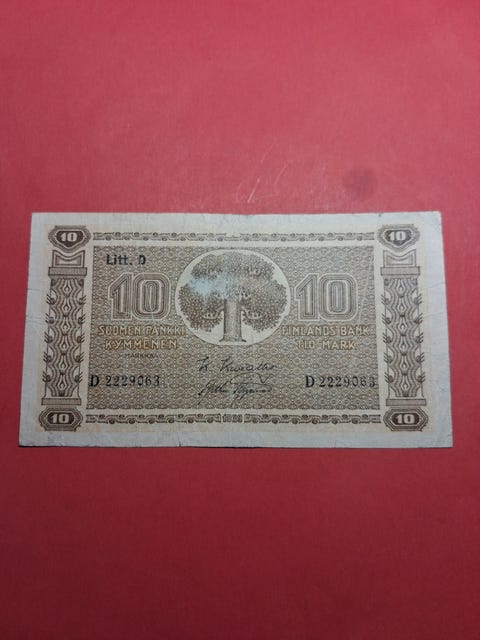 10 10
Litt. D
10 10
SUOMEN PANKKI FINLANDS BANK
KYMMENEN TIO MARK
MARKKAA
D 2229063 D 2229063
10 10